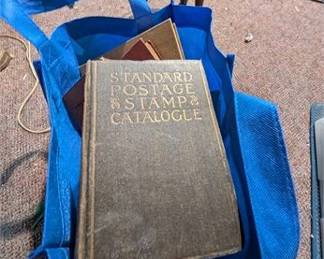 STANDARD
POSTAGE
& STAMP &
CATALOGUE